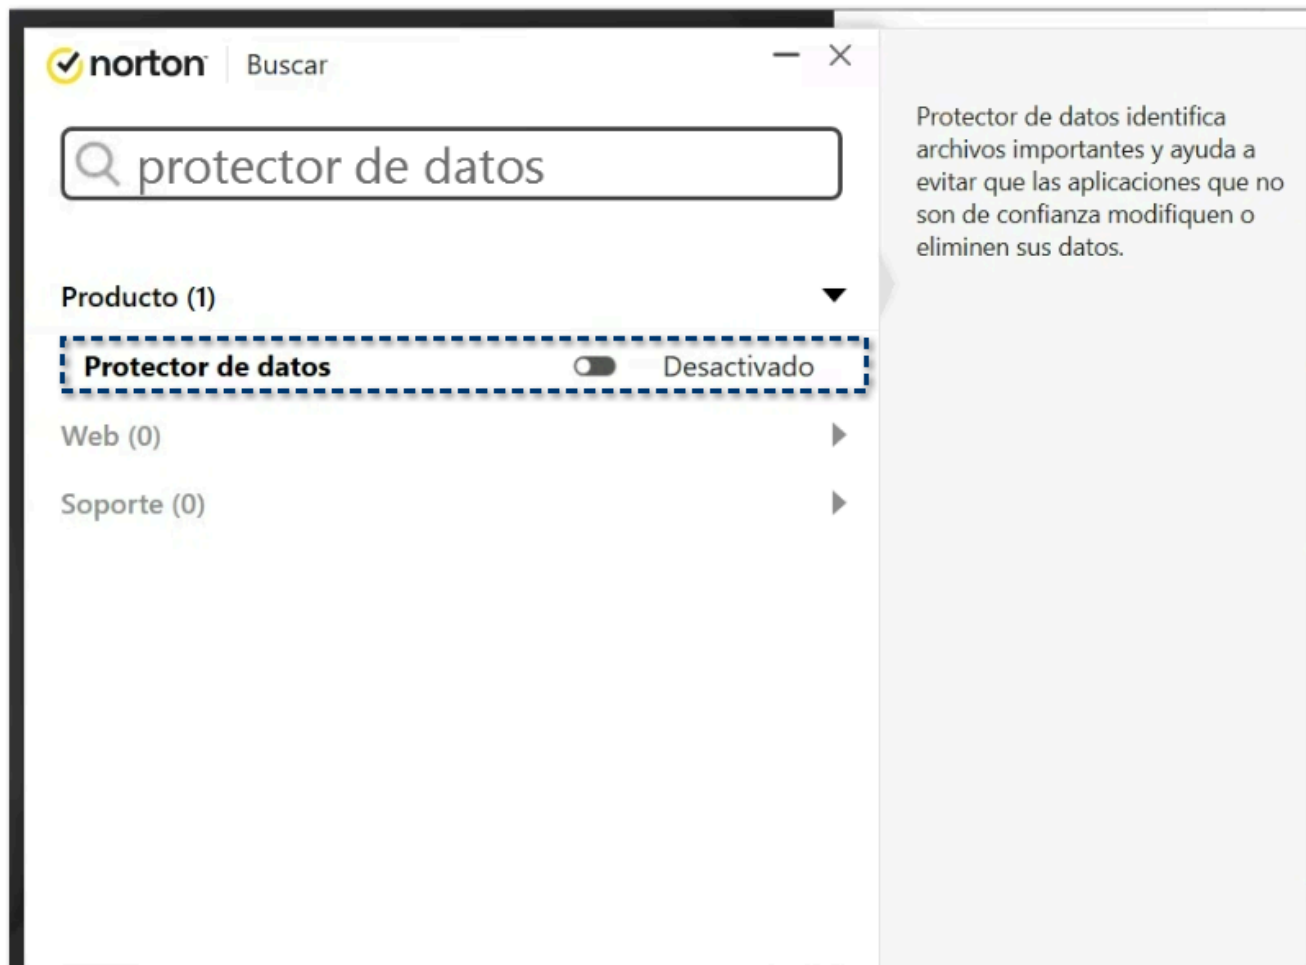 norton
Buscar
protector de datos
Producto (1)
Protector de datos
Desactivado
Web (0)
Soporte (0)
Protector de datos identifica
archivos importantes y ayuda a
evitar que las aplicaciones que no
son de confianza modifiquen o
eliminen sus datos.